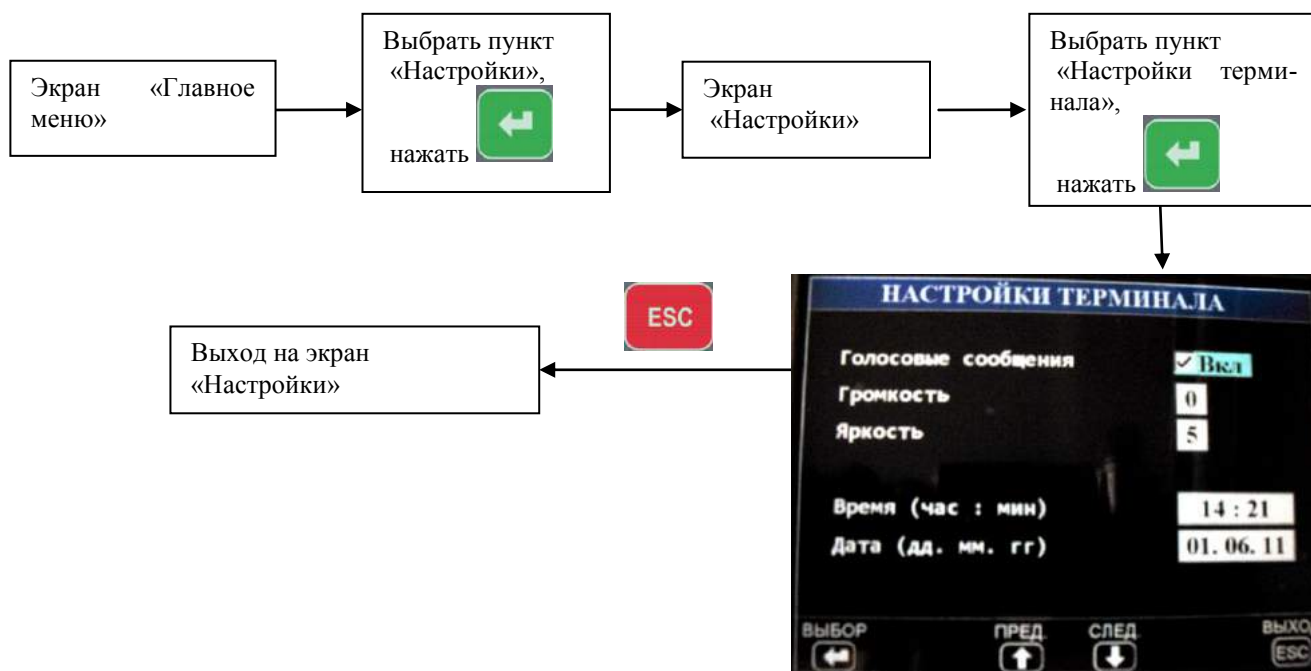 Экран «Главное
меню»
Выбрать пункт
«Настройки»,
нажать
Экран
«Настройки»
Выбрать пункт
«Настройки терми-
нала»,
нажать
ESC
Выход на экран
«Настройки»
НАСТРОЙКИ ТЕРМИНАЛА
Голосовые сообщения Вкл
Громкость 0
Яркость 5
Время (час : мин) 14 : 21
Дата (дд. мм. гг) 01. 06. 11
ВЫБОР ПРЕД. СЛЕД. ВЫХО
ESC